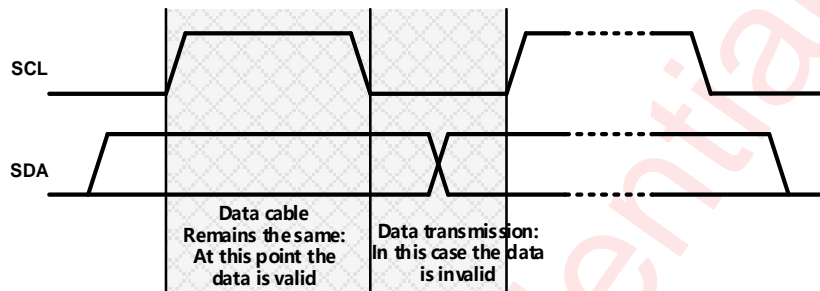 SCL
SDA
Data cable
Remains the same:
At this point the
data is valid
Data transmission:
In this case the data
is invalid
ential